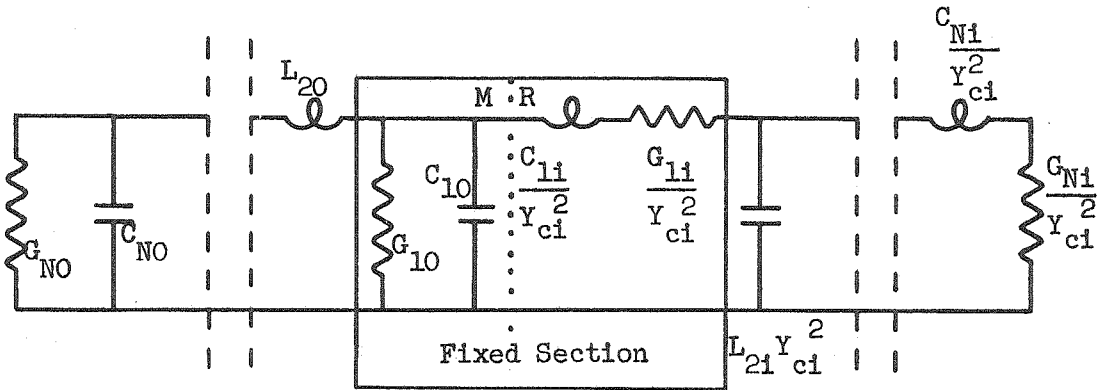 C_Ni
Y_ci^2
L_20
M
R
C_10
C_1i
Y_ci^2
G_1i
Y_ci^2
G_Ni
Y_ci^2
G_NO
C_NO
G_10
Fixed Section
L_2i Y_ci^2